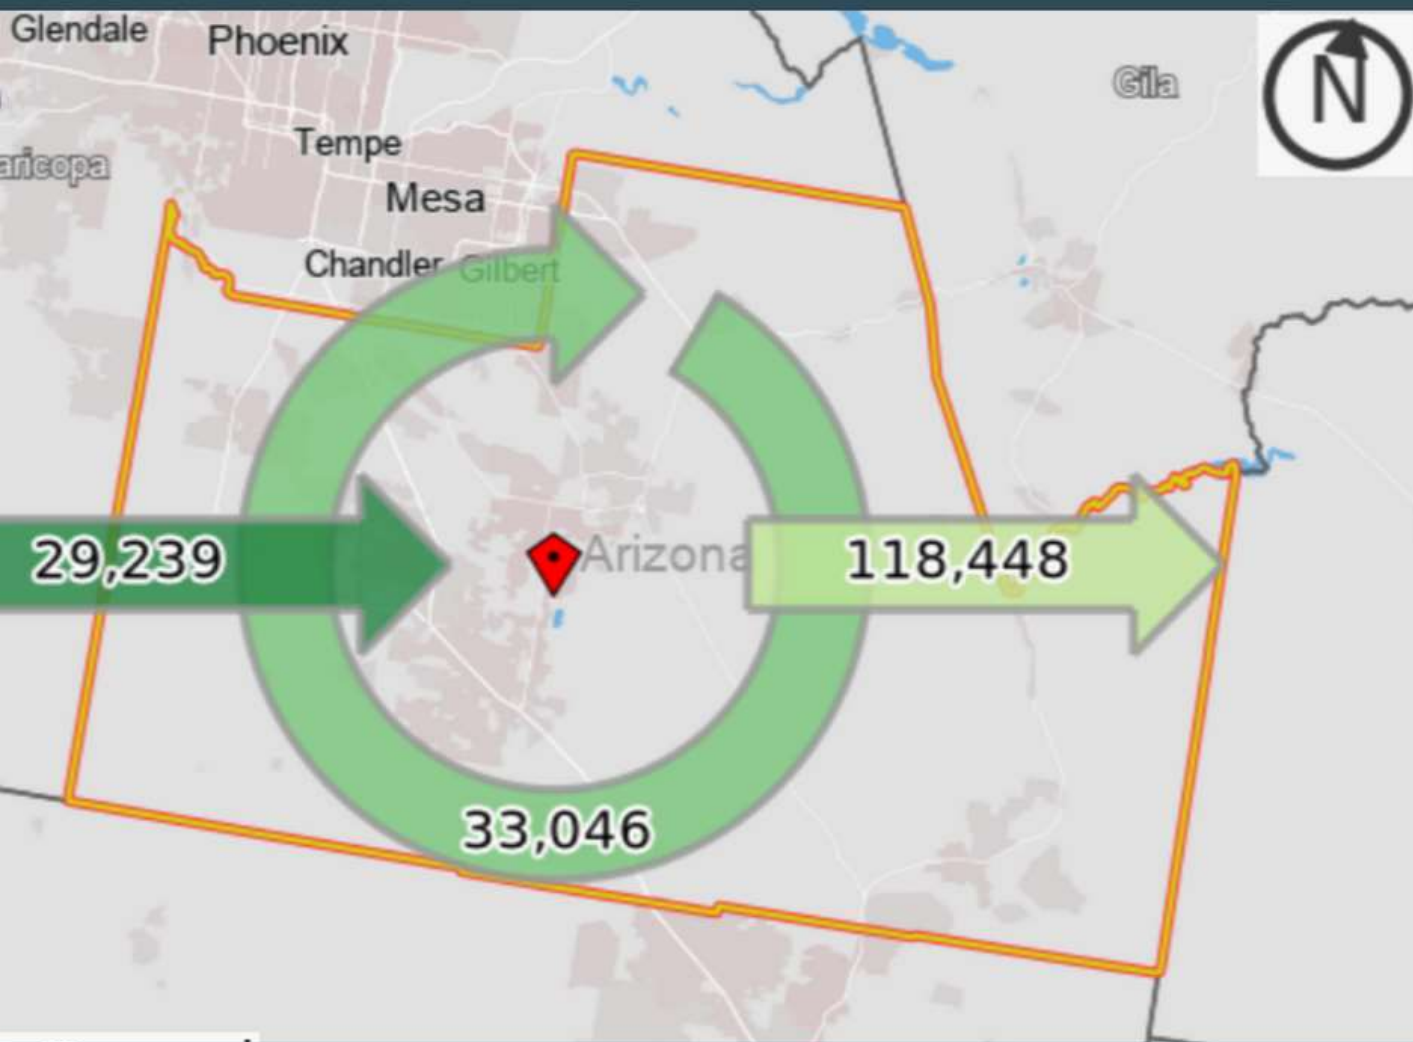 Glendale
Phoenix
Gila
N
Tempe
aricopa
Mesa
Chandler
Gilbert
29,239
Arizona
118,448
33,046